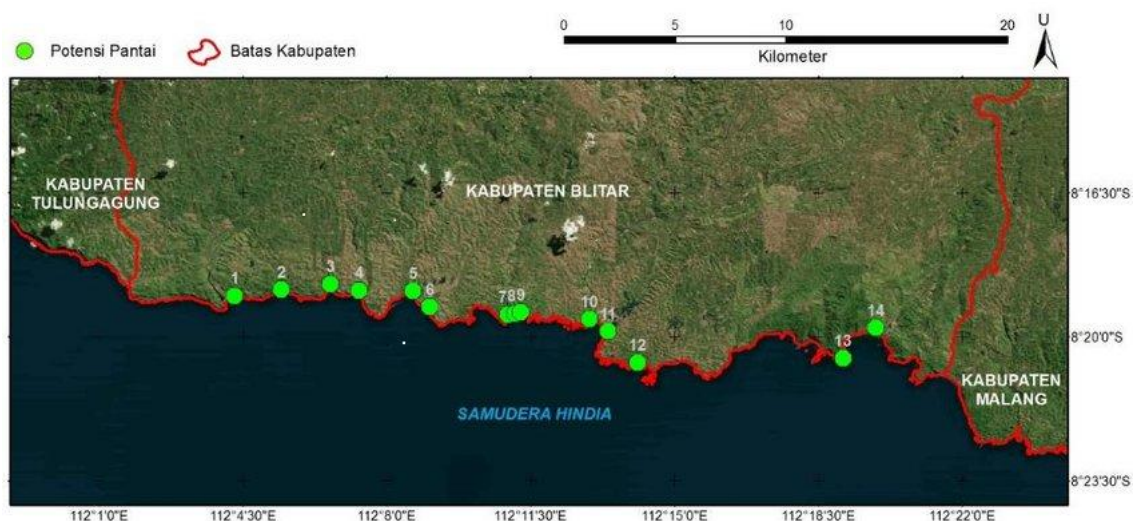 0 5 10 20
Kilometer
U
Potensi Pantai
Batas Kabupaten
KABUPATEN
TULUNGAGUNG
KABUPATEN BLITAR
KABUPATEN
MALANG
SAMUDERA HINDIA
1 2 3 4 5 6 7 8 9 10 11 12 13 14
8°16'30"S
8°20'0"S
8°23'30"S
112°1'0"E 112°4'30"E 112°8'0"E 112°11'30"E 112°15'0"E 112°18'30"E 112°22'0"E